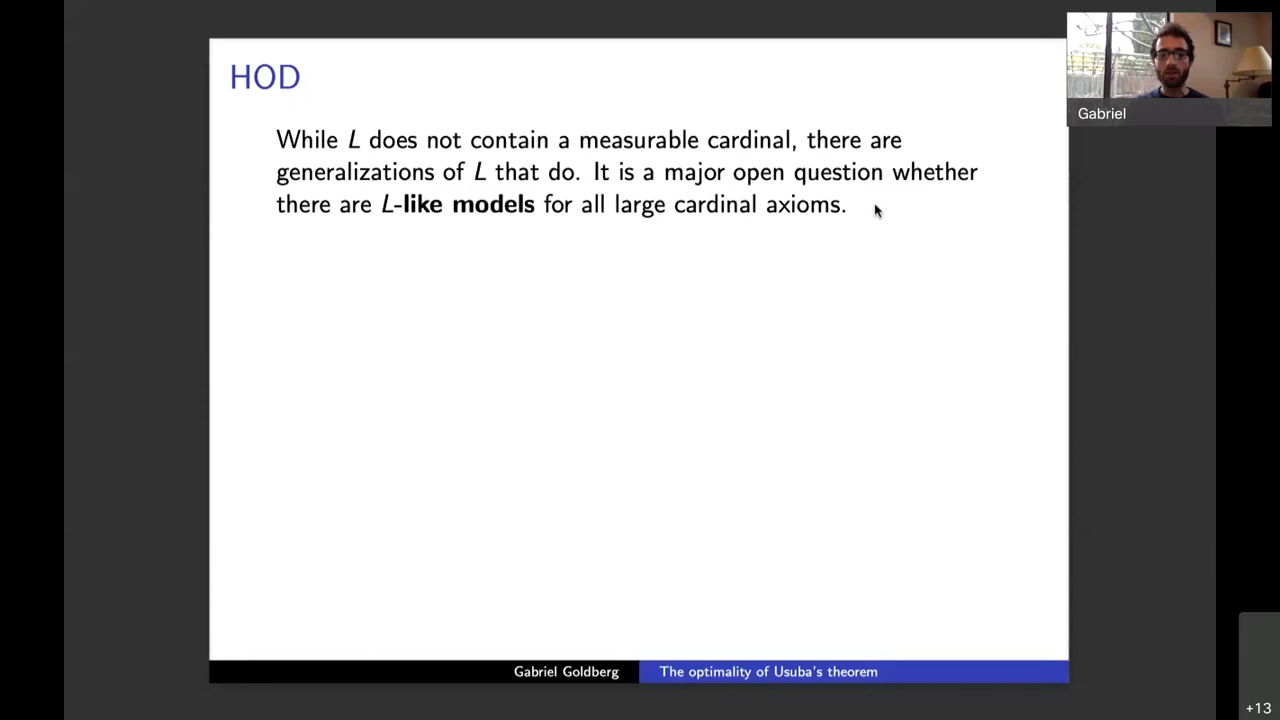 HOD
While L does not contain a measurable cardinal, there are
generalizations of L that do. It is a major open question whether
there are L-like models for all large cardinal axioms.
Gabriel
Gabriel Goldberg
The optimality of Usuba's theorem
+13